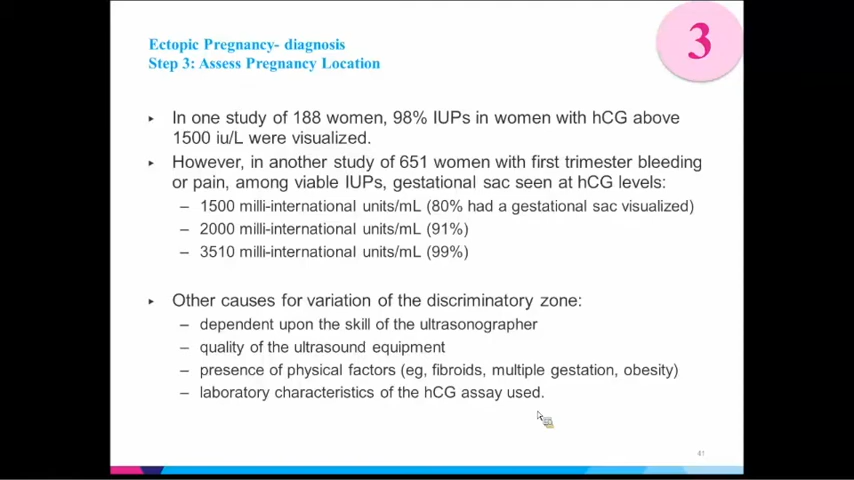 3
Ectopic Pregnancy- diagnosis
Step 3: Assess Pregnancy Location
▸ In one study of 188 women, 98% IUPs in women with hCG above
1500 iu/L were visualized.
▸ However, in another study of 651 women with first trimester bleeding
or pain, among viable IUPs, gestational sac seen at hCG levels:
– 1500 milli-international units/mL (80% had a gestational sac visualized)
– 2000 milli-international units/mL (91%)
– 3510 milli-international units/mL (99%)
▸ Other causes for variation of the discriminatory zone:
– dependent upon the skill of the ultrasonographer
– quality of the ultrasound equipment
– presence of physical factors (eg, fibroids, multiple gestation, obesity)
– laboratory characteristics of the hCG assay used.
41